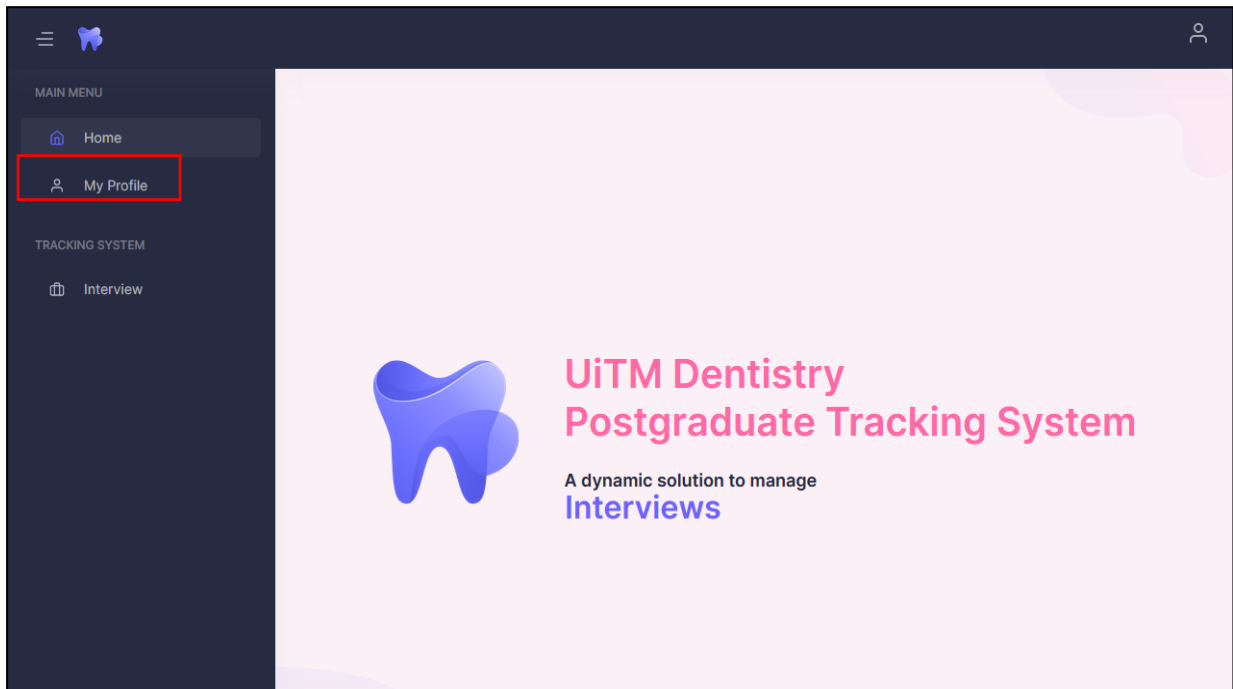 MAIN MENU
Home
My Profile
TRACKING SYSTEM
Interview
UiTM Dentistry
Postgraduate Tracking System
A dynamic solution to manage
Interviews